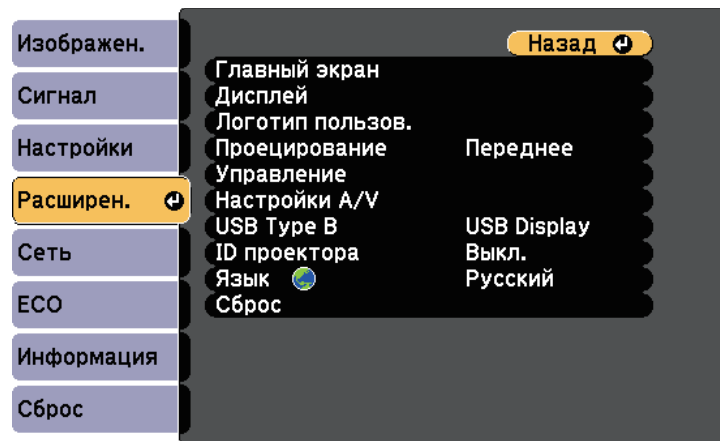 Изображен.
Сигнал
Настройки
Расширен.
Сеть
ECO
Информация
Сброс
Назад
Главный экран
Дисплей
Логотип пользов.
Проецирование Переднее
Управление
Настройки A/V
USB Type B USB Display
ID проектора Выкл.
Язык Русский
Сброс